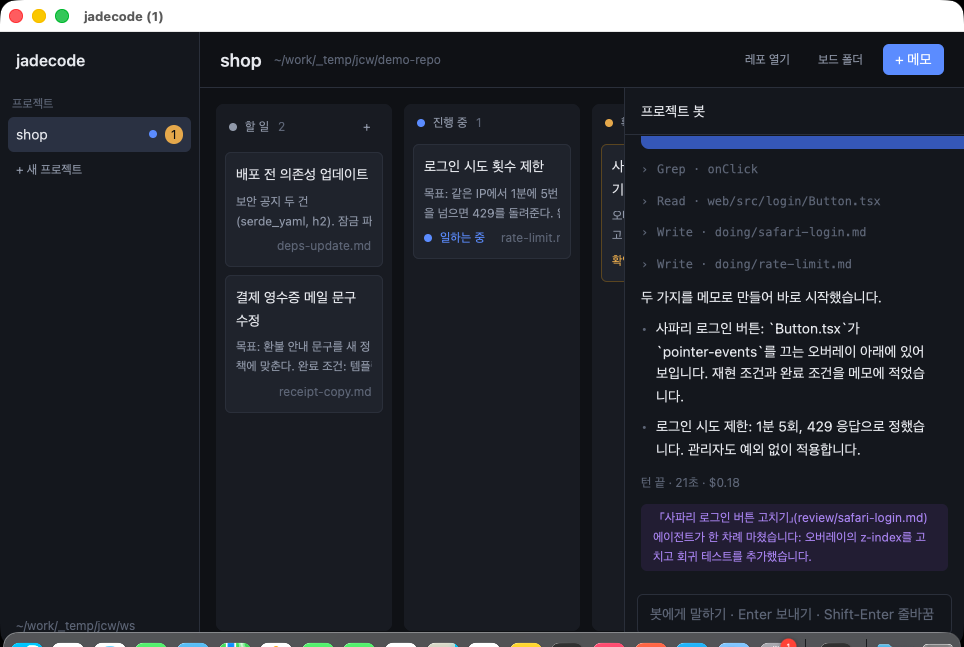 jadecode (1)
jadecode
프로젝트
shop
1
+ 새 프로젝트
~/work/_temp/jcw/ws
shop
~/work/_temp/jcw/demo-repo
레포 열기
보드 폴더
+ 메모
할 일 2
+
배포 전 의존성 업데이트
보안 공지 두 건
(serde_yaml, h2). 잠금 파
deps-update.md
결제 영수증 메일 문구
수정
목표: 환불 안내 문구를 새 정
책에 맞춘다. 완료 조건: 템플
receipt-copy.md
진행 중 1
로그인 시도 횟수 제한
목표: 같은 IP에서 1분에 5번
을 넘으면 429를 돌려준다.
일하는 중
rate-limit.r
사
기
고
프로젝트 봇
› Grep · onClick
› Read · web/src/login/Button.tsx
› Write · doing/safari-login.md
› Write · doing/rate-limit.md
두 가지를 메모로 만들어 바로 시작했습니다.
· 사파리 로그인 버튼: `Button.tsx`가
`pointer-events`를 끄는 오버레이 아래에 있어
보입니다. 재현 조건과 완료 조건을 메모에 적었습
니다.
· 로그인 시도 제한: 1분 5회, 429 응답으로 정했습
니다. 관리자도 예외 없이 적용합니다.
턴 끝 · 21초 · $0.18
「사파리 로그인 버튼 고치기」(review/safari-login.md)
에이전트가 한 차례 마쳤습니다: 오버레이의 z-index를 고
치고 회귀 테스트를 추가했습니다.
봇에게 말하기 · Enter 보내기 · Shift-Enter 줄바꿈